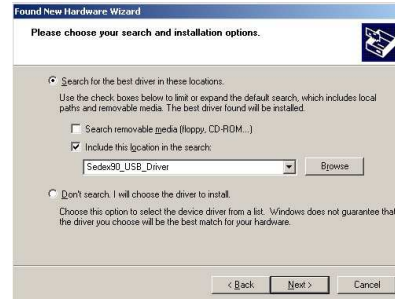 Found New Hardware Wizard
Please choose your search and installation options.
Search for the best driver in these locations.
Use the check boxes below to limit or expand the default search, which includes local
paths and removable media. The best driver found will be installed.
Search removable media (floppy, CD-ROM...)
Include this location in the search:
Sedex90_USB_Driver
Browse
Don't search. I will choose the driver to install.
Choose this option to select the device driver from a list. Windows does not guarantee that
the driver you choose will be the best match for your hardware.
< Back
Next >
Cancel